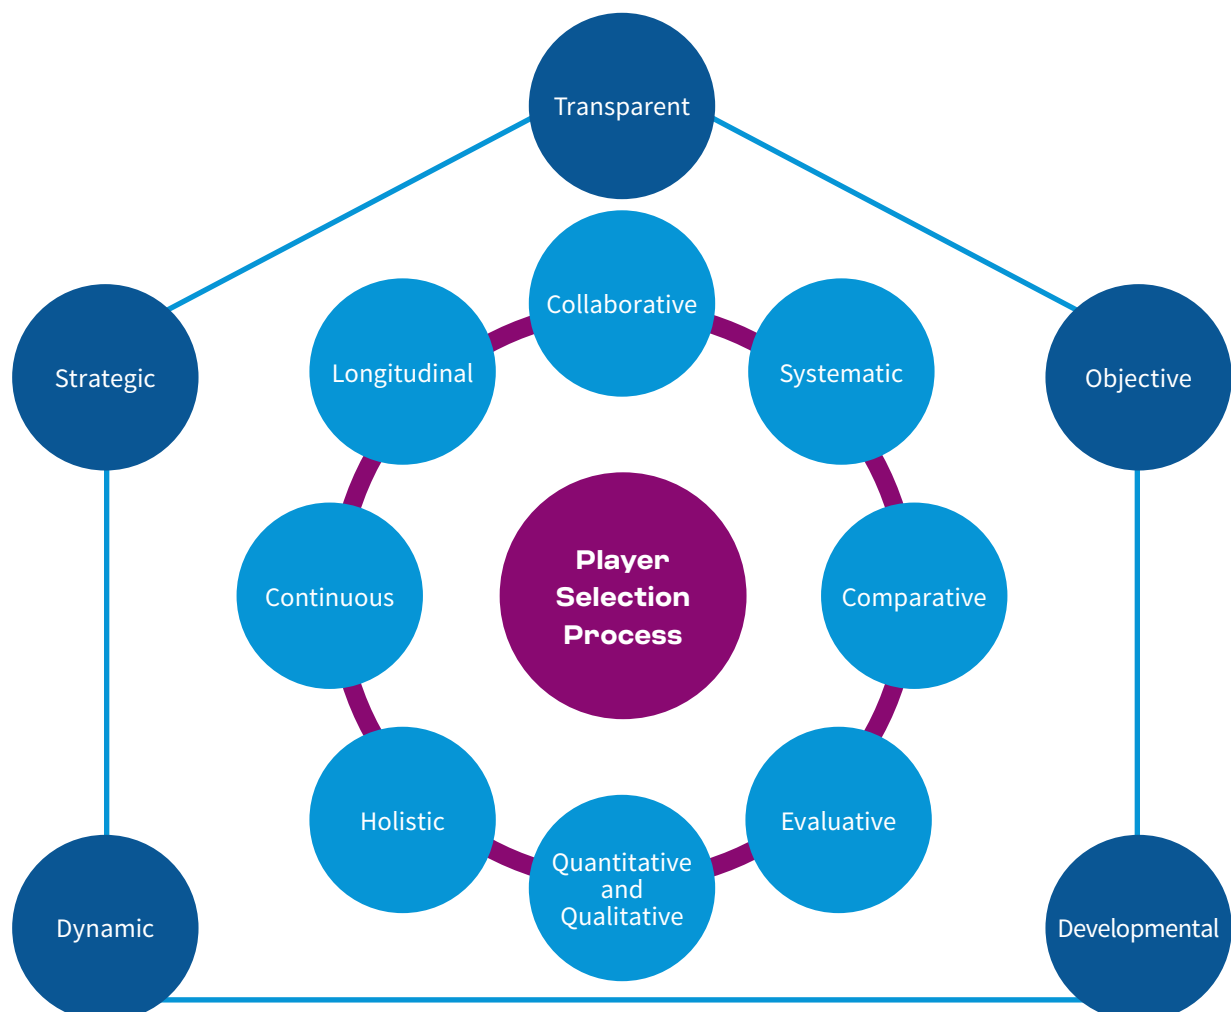 Transparent
Collaborative
Longitudinal
Systematic
Strategic
Objective
Player
Selection
Process
Continuous
Comparative
Holistic
Evaluative
Quantitative
and
Qualitative
Dynamic
Developmental